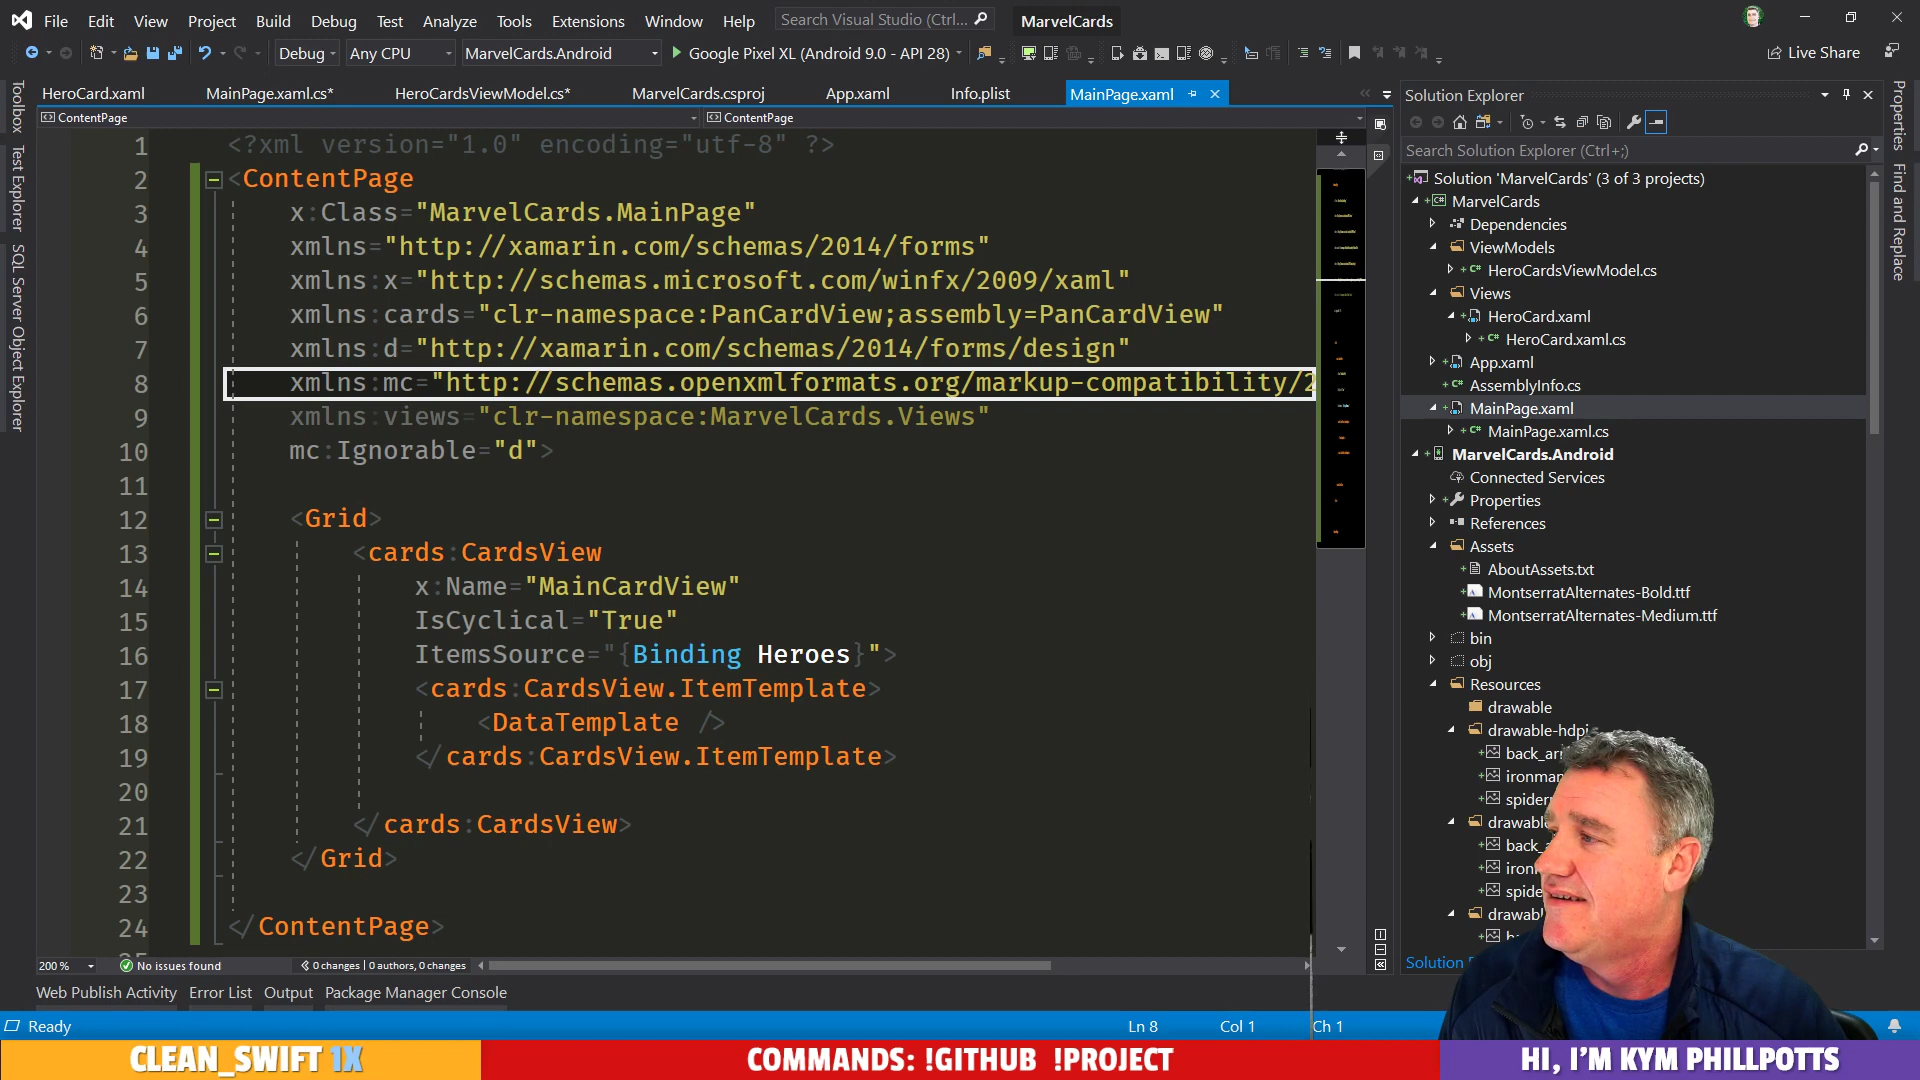 File Edit View Project Build Debug Test Analyze Tools Extensions Window Help Search Visual Studio (Ctrl... MarvelCards
Debug Any CPU MarvelCards.Android Google Pixel XL (Android 9.0 - API 28) Live Share
HeroCard.xaml MainPage.xaml.cs* HeroCardsViewModel.cs* MarvelCards.csproj App.xaml Info.plist MainPage.xaml
ContentPage ContentPage
Toolbox
Test Explorer
SQL Server Object Explorer
1 <?xml version="1.0" encoding="utf-8" ?>
2 <ContentPage
3 x:Class="MarvelCards.MainPage"
4 xmlns="http://xamarin.com/schemas/2014/forms"
5 xmlns:x="http://schemas.microsoft.com/winfx/2009/xaml"
6 xmlns:cards="clr-namespace:PanCardView;assembly=PanCardView"
7 xmlns:d="http://xamarin.com/schemas/2014/forms/design"
8 xmlns:mc="http://schemas.openxmlformats.org/markup-compatibility/2
9 xmlns:views="clr-namespace:MarvelCards.Views"
10 mc:Ignorable="d">
11
12 <Grid>
13 <cards:CardsView
14 x:Name="MainCardView"
15 IsCyclical="True"
16 ItemsSource="{Binding Heroes}">
17 <cards:CardsView.ItemTemplate>
18 <DataTemplate />
19 </cards:CardsView.ItemTemplate>
20
21 </cards:CardsView>
22 </Grid>
23
24 </ContentPage>
200 % No issues found 0 changes | 0 authors, 0 changes
Web Publish Activity Error List Output Package Manager Console
Ready Ln 8 Col 1 Ch 1
Solution Explorer
Search Solution Explorer (Ctrl+;)
Solution 'MarvelCards' (3 of 3 projects)
MarvelCards
Dependencies
ViewModels
HeroCardsViewModel.cs
Views
HeroCard.xaml
HeroCard.xaml.cs
App.xaml
AssemblyInfo.cs
MainPage.xaml
MainPage.xaml.cs
MarvelCards.Android
Connected Services
Properties
References
Assets
AboutAssets.txt
MontserratAlternates-Bold.ttf
MontserratAlternates-Medium.ttf
bin
obj
Resources
drawable
drawable-hdpi
back_arr
ironman
spider
drawabl
back_a
iron
spide
drawabl
Solution
Properties
Find and Replace
CLEAN_SWIFT 1X
COMMANDS: !GITHUB !PROJECT
HI, I'M KYM PHILLPOTTS